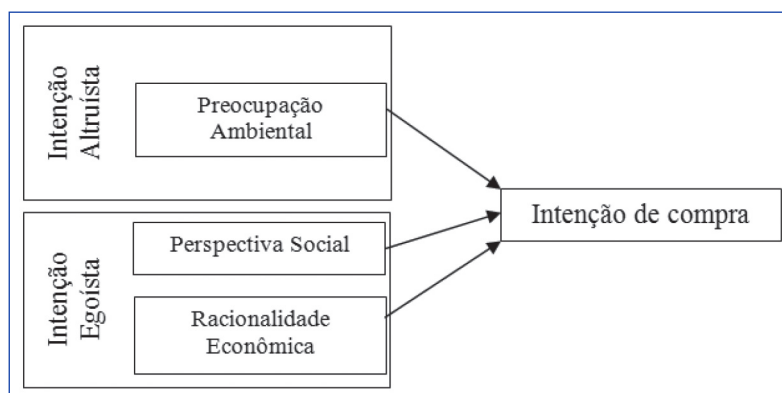 Intenção
Altruísta
Preocupação
Ambiental
Intenção
Egoísta
Perspectiva Social
Racionalidade
Econômica
Intenção de compra